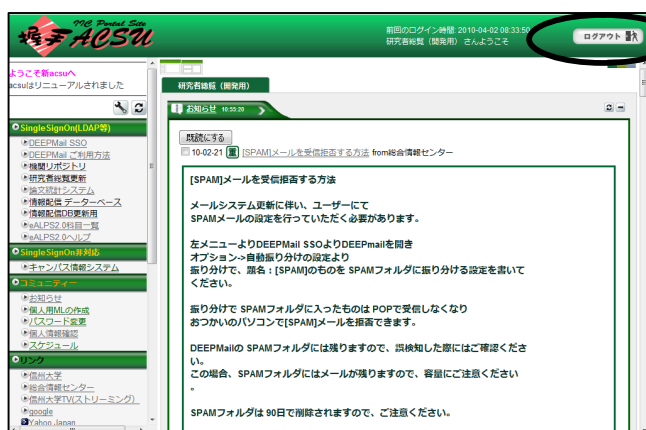 IIC Portal Site
握手ACSU
前回のログイン時間:2010-04-02 08:33:50
研究者総覧（開発用） さんようこそ
ログアウト
ようこそ新acsuへ
acsuはリニューアルされました
SingleSignOn(LDAP等)
DEEPMail SSO
DEEPMail ご利用方法
機関リポジトリ
研究者総覧更新
論文統計システム
情報配信 データーベース
情報配信DB更新用
eALPS2.0科目一覧
eALPS2.0ヘルプ
SingleSignOn非対応
キャンパス情報システム
コミュニティー
お知らせ
個人用MLの作成
パスワード変更
個人情報確認
スケジュール
リンク
信州大学
総合情報センター
信州大学TV(ストリーミング)
google
Yahoo Japan
研究者総覧（開発用）
お知らせ 10:55:20
既読にする
10-02-21 重 [SPAM]メールを受信拒否する方法 from総合情報センター
[SPAM]メールを受信拒否する方法
メールシステム更新に伴い、ユーザーにて
SPAMメールの設定を行っていただく必要があります。
左メニューよりDEEPMail SSOよりDEEPmailを開き
オプション->自動振り分けの設定より
振り分けで、題名：[SPAM]のものを SPAMフォルダに振り分ける設定を書いて
ください。
振り分けで SPAMフォルダに入ったものは POPで受信しなくなり
おつかいのパソコンで[SPAM]メールを拒否できます。
DEEPMailの SPAMフォルダには残りますので、誤検知した際にはご確認くださ
い。
この場合、SPAMフォルダにはメールが残りますので、容量にご注意ください
。
SPAMフォルダは 90日で削除されますので、ご注意ください。